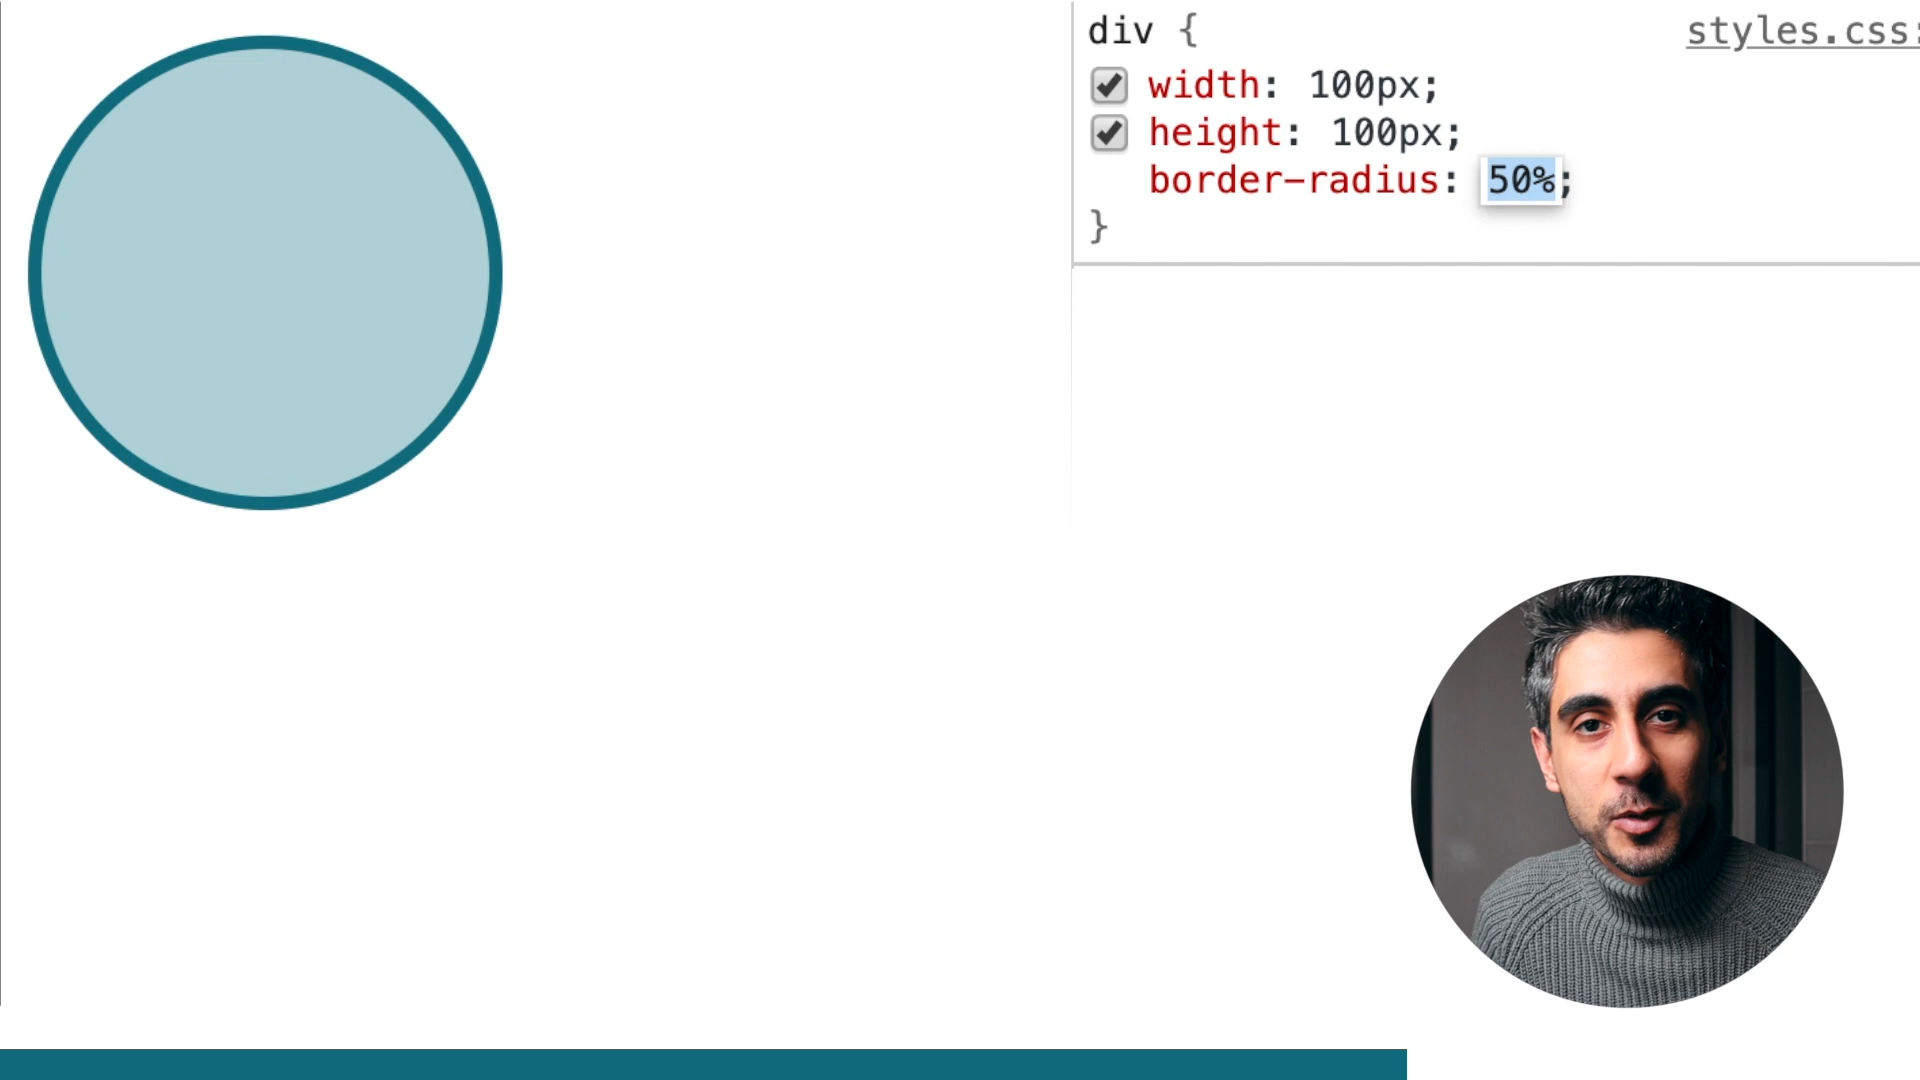 div { styles.css:
width: 100px;
height: 100px;
border-radius: 50%;
}